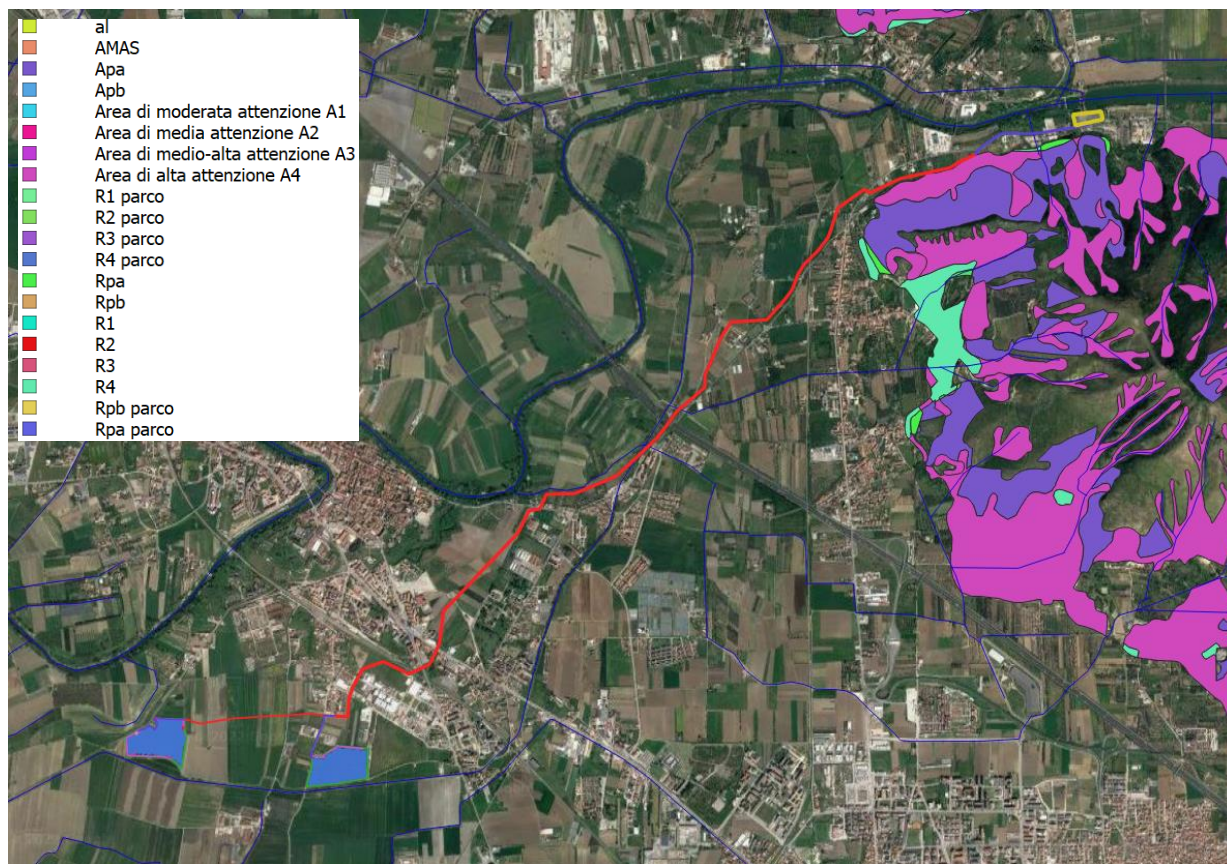 al
AMAS
Apa
Apb
Area di moderata attenzione A1
Area di media attenzione A2
Area di medio-alta attenzione A3
Area di alta attenzione A4
R1 parco
R2 parco
R3 parco
R4 parco
Rpa
Rpb
R1
R2
R3
R4
Rpb parco
Rpa parco